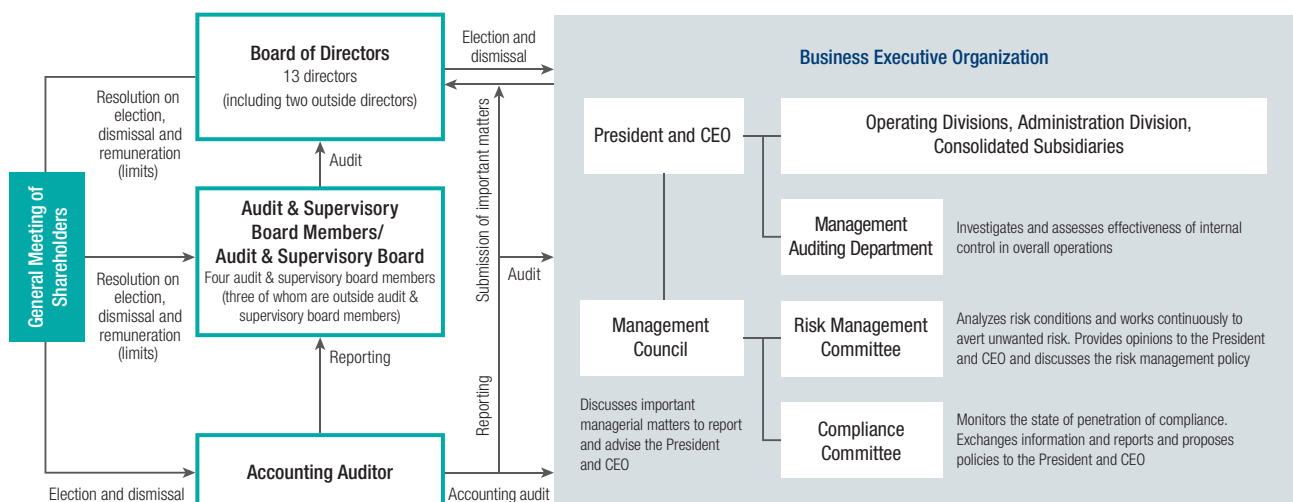 General Meeting of
Shareholders
Resolution on
election,
dismissal and
remuneration
(limits)
Resolution on
election,
dismissal and
remuneration
(limits)
Election and dismissal
Board of Directors
13 directors
(including two outside directors)
Audit
Audit & Supervisory
Board Members/
Audit & Supervisory Board
Four audit & supervisory board members
(three of whom are outside audit &
supervisory board members)
Reporting
Accounting Auditor
Election and
dismissal
Submission of important matters
Audit
Reporting
Accounting audit
Business Executive Organization
President and CEO
Operating Divisions, Administration Division,
Consolidated Subsidiaries
Management
Auditing Department
Investigates and assesses effectiveness of internal
control in overall operations
Management
Council
Discusses important
managerial matters to report
and advise the President
and CEO
Risk Management
Committee
Analyzes risk conditions and works continuously to
avert unwanted risk. Provides opinions to the President
and CEO and discusses the risk management policy
Compliance
Committee
Monitors the state of penetration of compliance.
Exchanges information and reports and proposes
policies to the President and CEO